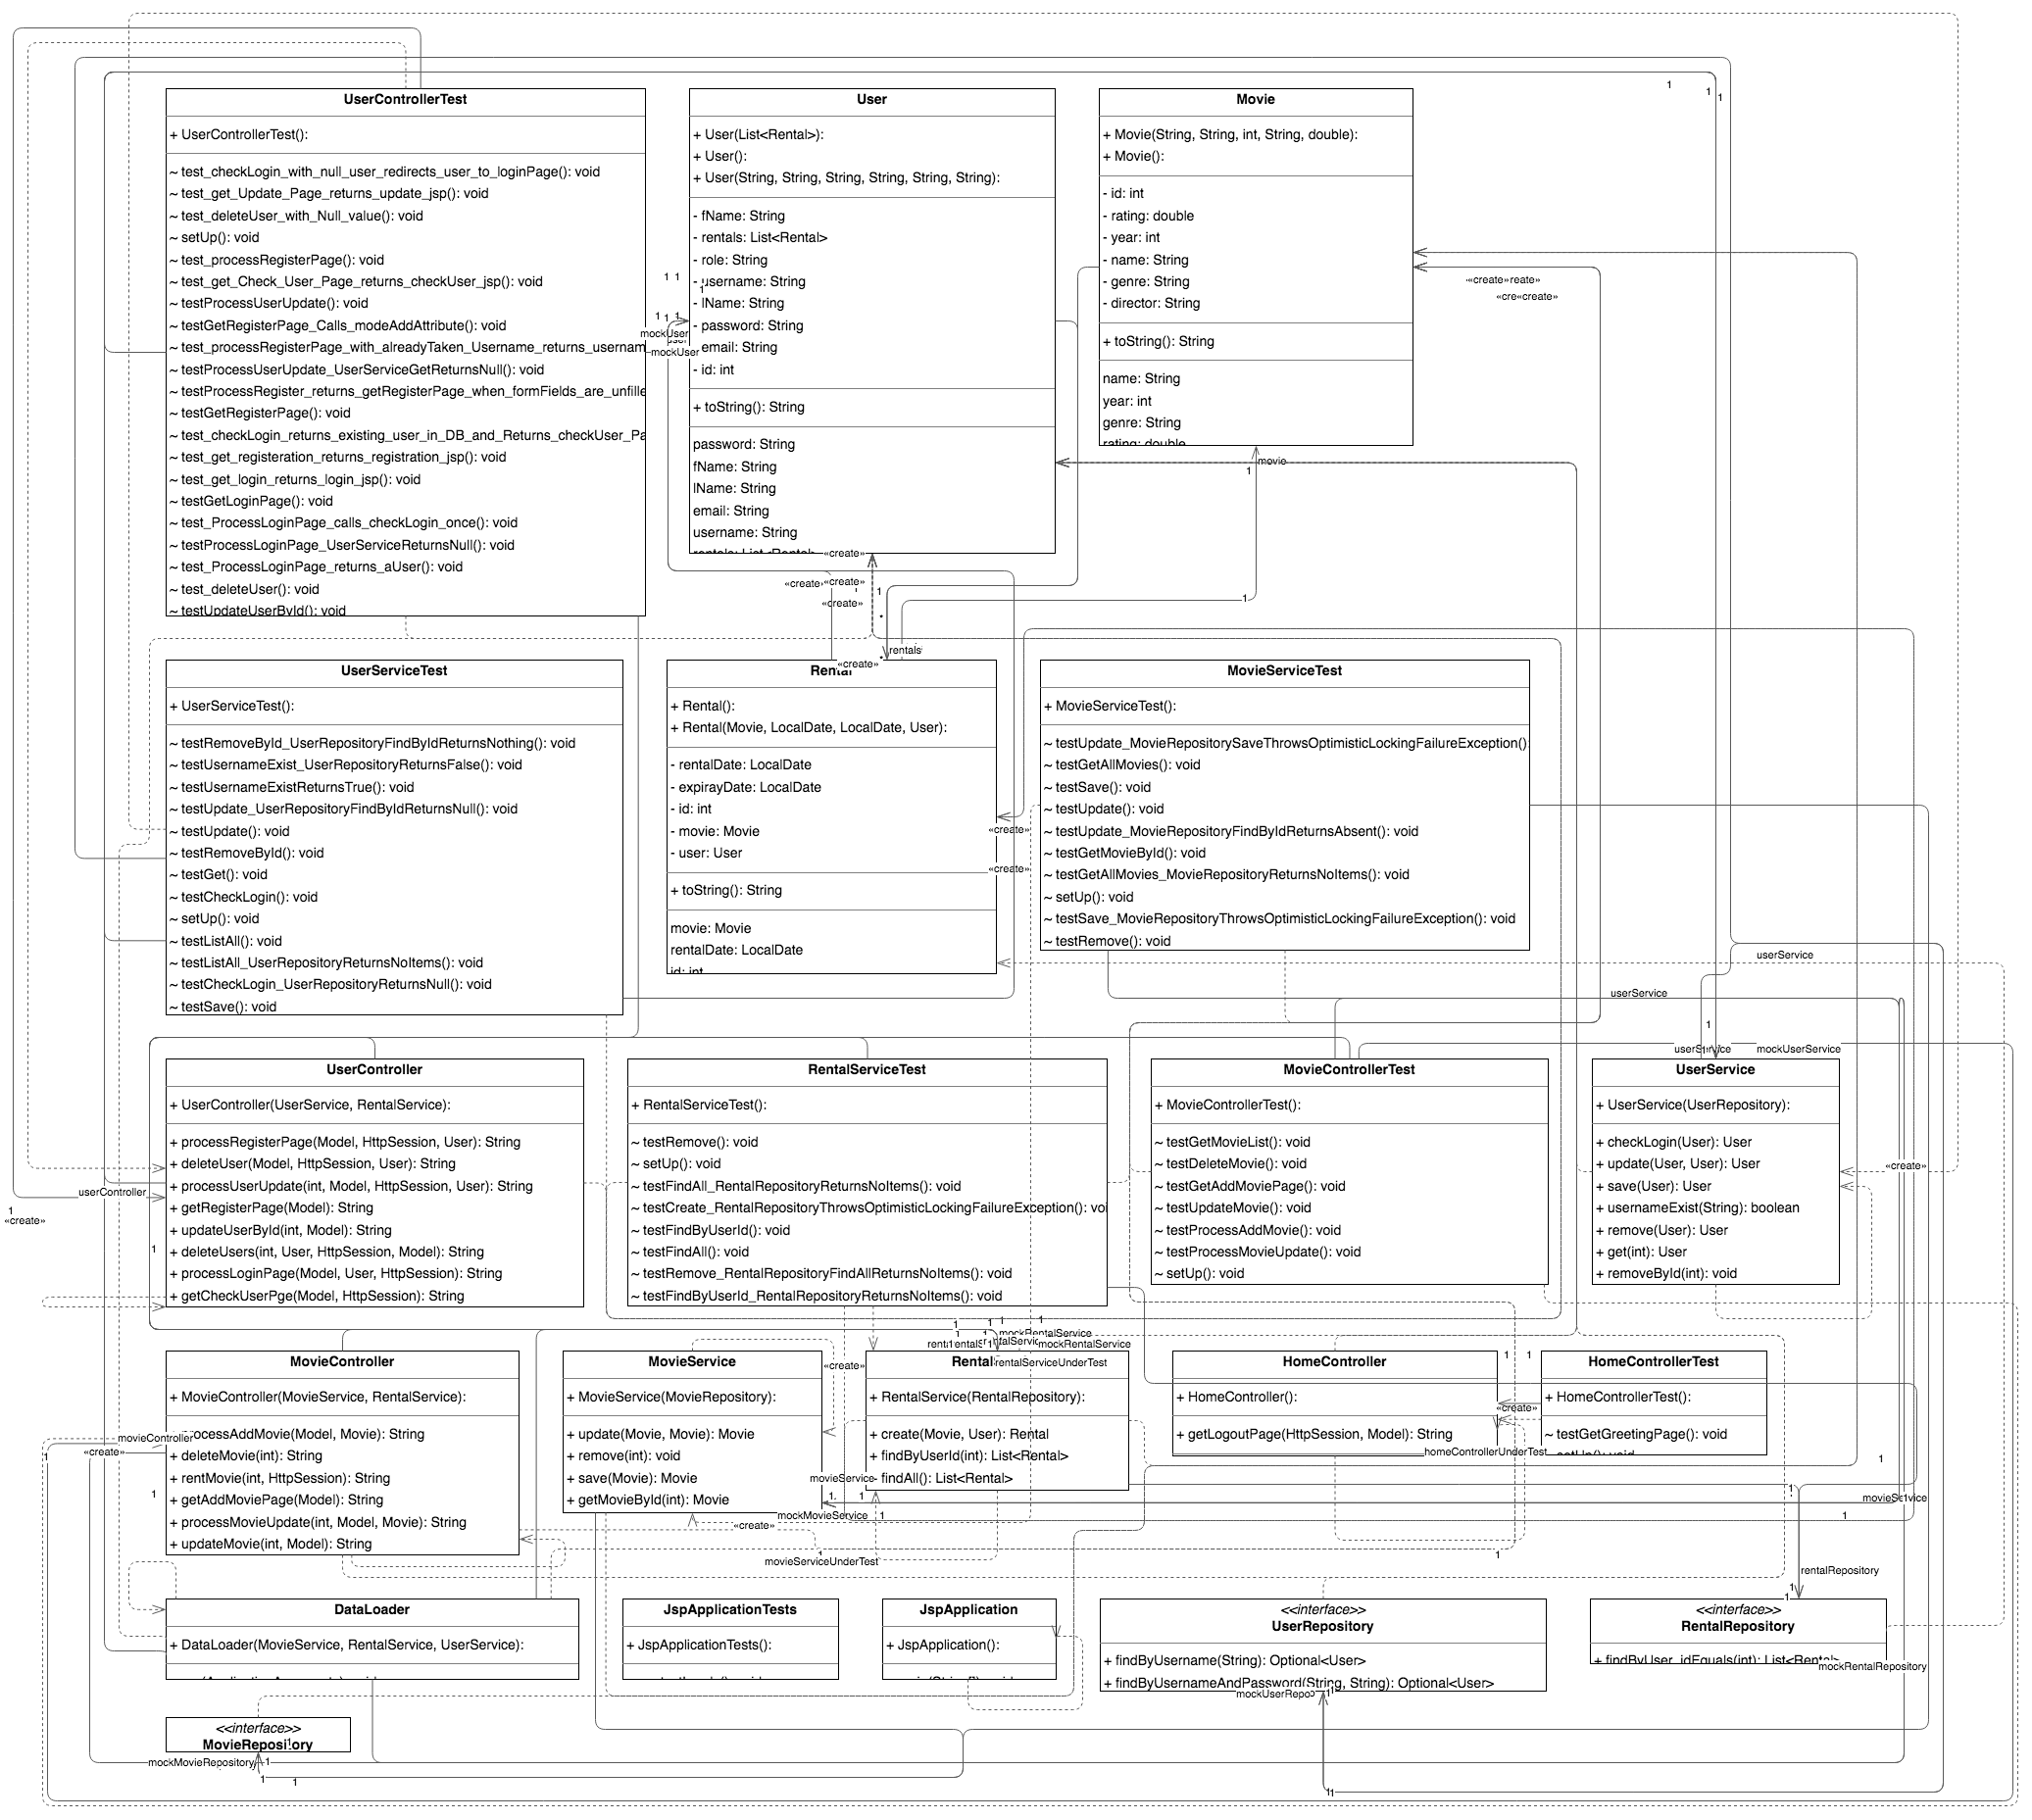 UserControllerTest
+ UserControllerTest():
~ test_checkLogin_with_null_user_redirects_user_to_loginPage(): void
~ test_get_Update_Page_returns_update_jsp(): void
~ test_deleteUser_with_Null_value(): void
~ setUp(): void
~ test_processRegisterPage(): void
~ test_get_Check_User_Page_returns_checkUser_jsp(): void
~ testProcessUserUpdate(): void
~ testGetRegisterPage_Calls_modeAddAttribute(): void
~ test_processRegisterPage_with_alreadyTaken_Username_returns_usernam
~ testProcessUserUpdate_UserServiceGetReturnsNull(): void
~ testProcessRegister_returns_getRegisterPage_when_formFields_are_unfille
~ testGetRegisterPage(): void
~ test_checkLogin_returns_existing_user_in_DB_and_Returns_checkUser_Pa
~ test_get_registeration_returns_registration_jsp(): void
~ test_get_login_returns_login_jsp(): void
~ testGetLoginPage(): void
~ test_ProcessLoginPage_calls_checkLogin_once(): void
~ testProcessLoginPage_UserServiceReturnsNull(): void
~ test_ProcessLoginPage_returns_aUser(): void
~ test_deleteUser(): void
~ testUpdateUserById(): void
User
+ User(List<Rental>):
+ User():
+ User(String, String, String, String, String, String):
- fName: String
- rentals: List<Rental>
- role: String
- username: String
- lName: String
- password: String
email: String
- id: int
+ toString(): String
password: String
fName: String
lName: String
email: String
username: String
rentals: List<Rental>
Movie
+ Movie(String, String, int, String, double):
+ Movie():
- id: int
- rating: double
- year: int
- name: String
- genre: String
- director: String
+ toString(): String
name: String
year: int
genre: String
rating: double
1
1
1
1 1
1
1 1 1
mockUser
mockUser
«create»reate»
«cre«create»
1
movie
«create»
«create»
«create»
«create»
1
*
1
rentals
«create»
UserServiceTest
+ UserServiceTest():
~ testRemoveById_UserRepositoryFindByIdReturnsNothing(): void
~ testUsernameExist_UserRepositoryReturnsFalse(): void
~ testUsernameExistReturnsTrue(): void
~ testUpdate_UserRepositoryFindByIdReturnsNull(): void
~ testUpdate(): void
~ testRemoveById(): void
~ testGet(): void
~ testCheckLogin(): void
~ setUp(): void
~ testListAll(): void
~ testListAll_UserRepositoryReturnsNoItems(): void
~ testCheckLogin_UserRepositoryReturnsNull(): void
~ testSave(): void
Rental
+ Rental():
+ Rental(Movie, LocalDate, LocalDate, User):
- rentalDate: LocalDate
- expirayDate: LocalDate
- id: int
- movie: Movie
- user: User
+ toString(): String
movie: Movie
rentalDate: LocalDate
id: int
«create»
«create»
MovieServiceTest
+ MovieServiceTest():
~ testUpdate_MovieRepositorySaveThrowsOptimisticLockingFailureException():
~ testGetAllMovies(): void
~ testSave(): void
~ testUpdate(): void
~ testUpdate_MovieRepositoryFindByIdReturnsAbsent(): void
~ testGetMovieById(): void
~ testGetAllMovies_MovieRepositoryReturnsNoItems(): void
~ setUp(): void
~ testSave_MovieRepositoryThrowsOptimisticLockingFailureException(): void
~ testRemove(): void
userService
userService
1
mockUserService
UserController
+ UserController(UserService, RentalService):
+ processRegisterPage(Model, HttpSession, User): String
+ deleteUser(Model, HttpSession, User): String
+ processUserUpdate(int, Model, HttpSession, User): String
+ getRegisterPage(Model): String
+ updateUserById(int, Model): String
+ deleteUsers(int, User, HttpSession, Model): String
+ processLoginPage(Model, User, HttpSession): String
+ getCheckUserPge(Model, HttpSession): String
userController
1
«create»
1
RentalServiceTest
+ RentalServiceTest():
~ testRemove(): void
~ setUp(): void
~ testFindAll_RentalRepositoryReturnsNoItems(): void
~ testCreate_RentalRepositoryThrowsOptimisticLockingFailureException(): voi
~ testFindByUserId(): void
~ testFindAll(): void
~ testRemove_RentalRepositoryFindAllReturnsNoItems(): void
~ testFindByUserId_RentalRepositoryReturnsNoItems(): void
MovieControllerTest
+ MovieControllerTest():
~ testGetMovieList(): void
~ testDeleteMovie(): void
~ testGetAddMoviePage(): void
~ testUpdateMovie(): void
~ testProcessAddMovie(): void
~ testProcessMovieUpdate(): void
~ setUp(): void
UserService
+ UserService(UserRepository):
+ checkLogin(User): User
+ update(User, User): User
+ save(User): User
+ usernameExist(String): boolean
+ remove(User): User
+ get(int): User
+ removeById(int): void
«create»
1 1 1 1
mockRentalService
mockRentalService
rentalServiceUnderTest
MovieController
+ MovieController(MovieService, RentalService):
processAddMovie(Model, Movie): String
+ deleteMovie(int): String
+ rentMovie(int, HttpSession): String
+ getAddMoviePage(Model): String
+ processMovieUpdate(int, Model, Movie): String
+ updateMovie(int, Model): String
movieController
«create»
1
1
MovieService
+ MovieService(MovieRepository):
+ update(Movie, Movie): Movie
+ remove(int): void
+ save(Movie): Movie
+ getMovieById(int): Movie
«create»
movieService
mockMovieService
«create»
movieServiceUnderTest
Rental
+ RentalService(RentalRepository):
+ create(Movie, User): Rental
+ findByUserId(int): List<Rental>
findAll(): List<Rental>
1 1
1
HomeController
+ HomeController():
+ getLogoutPage(HttpSession, Model): String
1 1
«create»
homeControllerUnderTest
HomeControllerTest
+ HomeControllerTest():
~ testGetGreetingPage(): void
~ setUp(): void
1
1
movieService
1
1
1
rentalRepository
DataLoader
+ DataLoader(MovieService, RentalService, UserService):
JspApplicationTests
+ JspApplicationTests():
JspApplication
+ JspApplication():
<<interface>>
UserRepository
+ findByUsername(String): Optional<User>
+ findByUsernameAndPassword(String, String): Optional<User>
mockUserRepo
<<interface>>
RentalRepository
+ findByUser_idEquals(int): List<Rental>
mockRentalRepository
<<interface>>
MovieRepository
mockMovieRepository
1
1
1